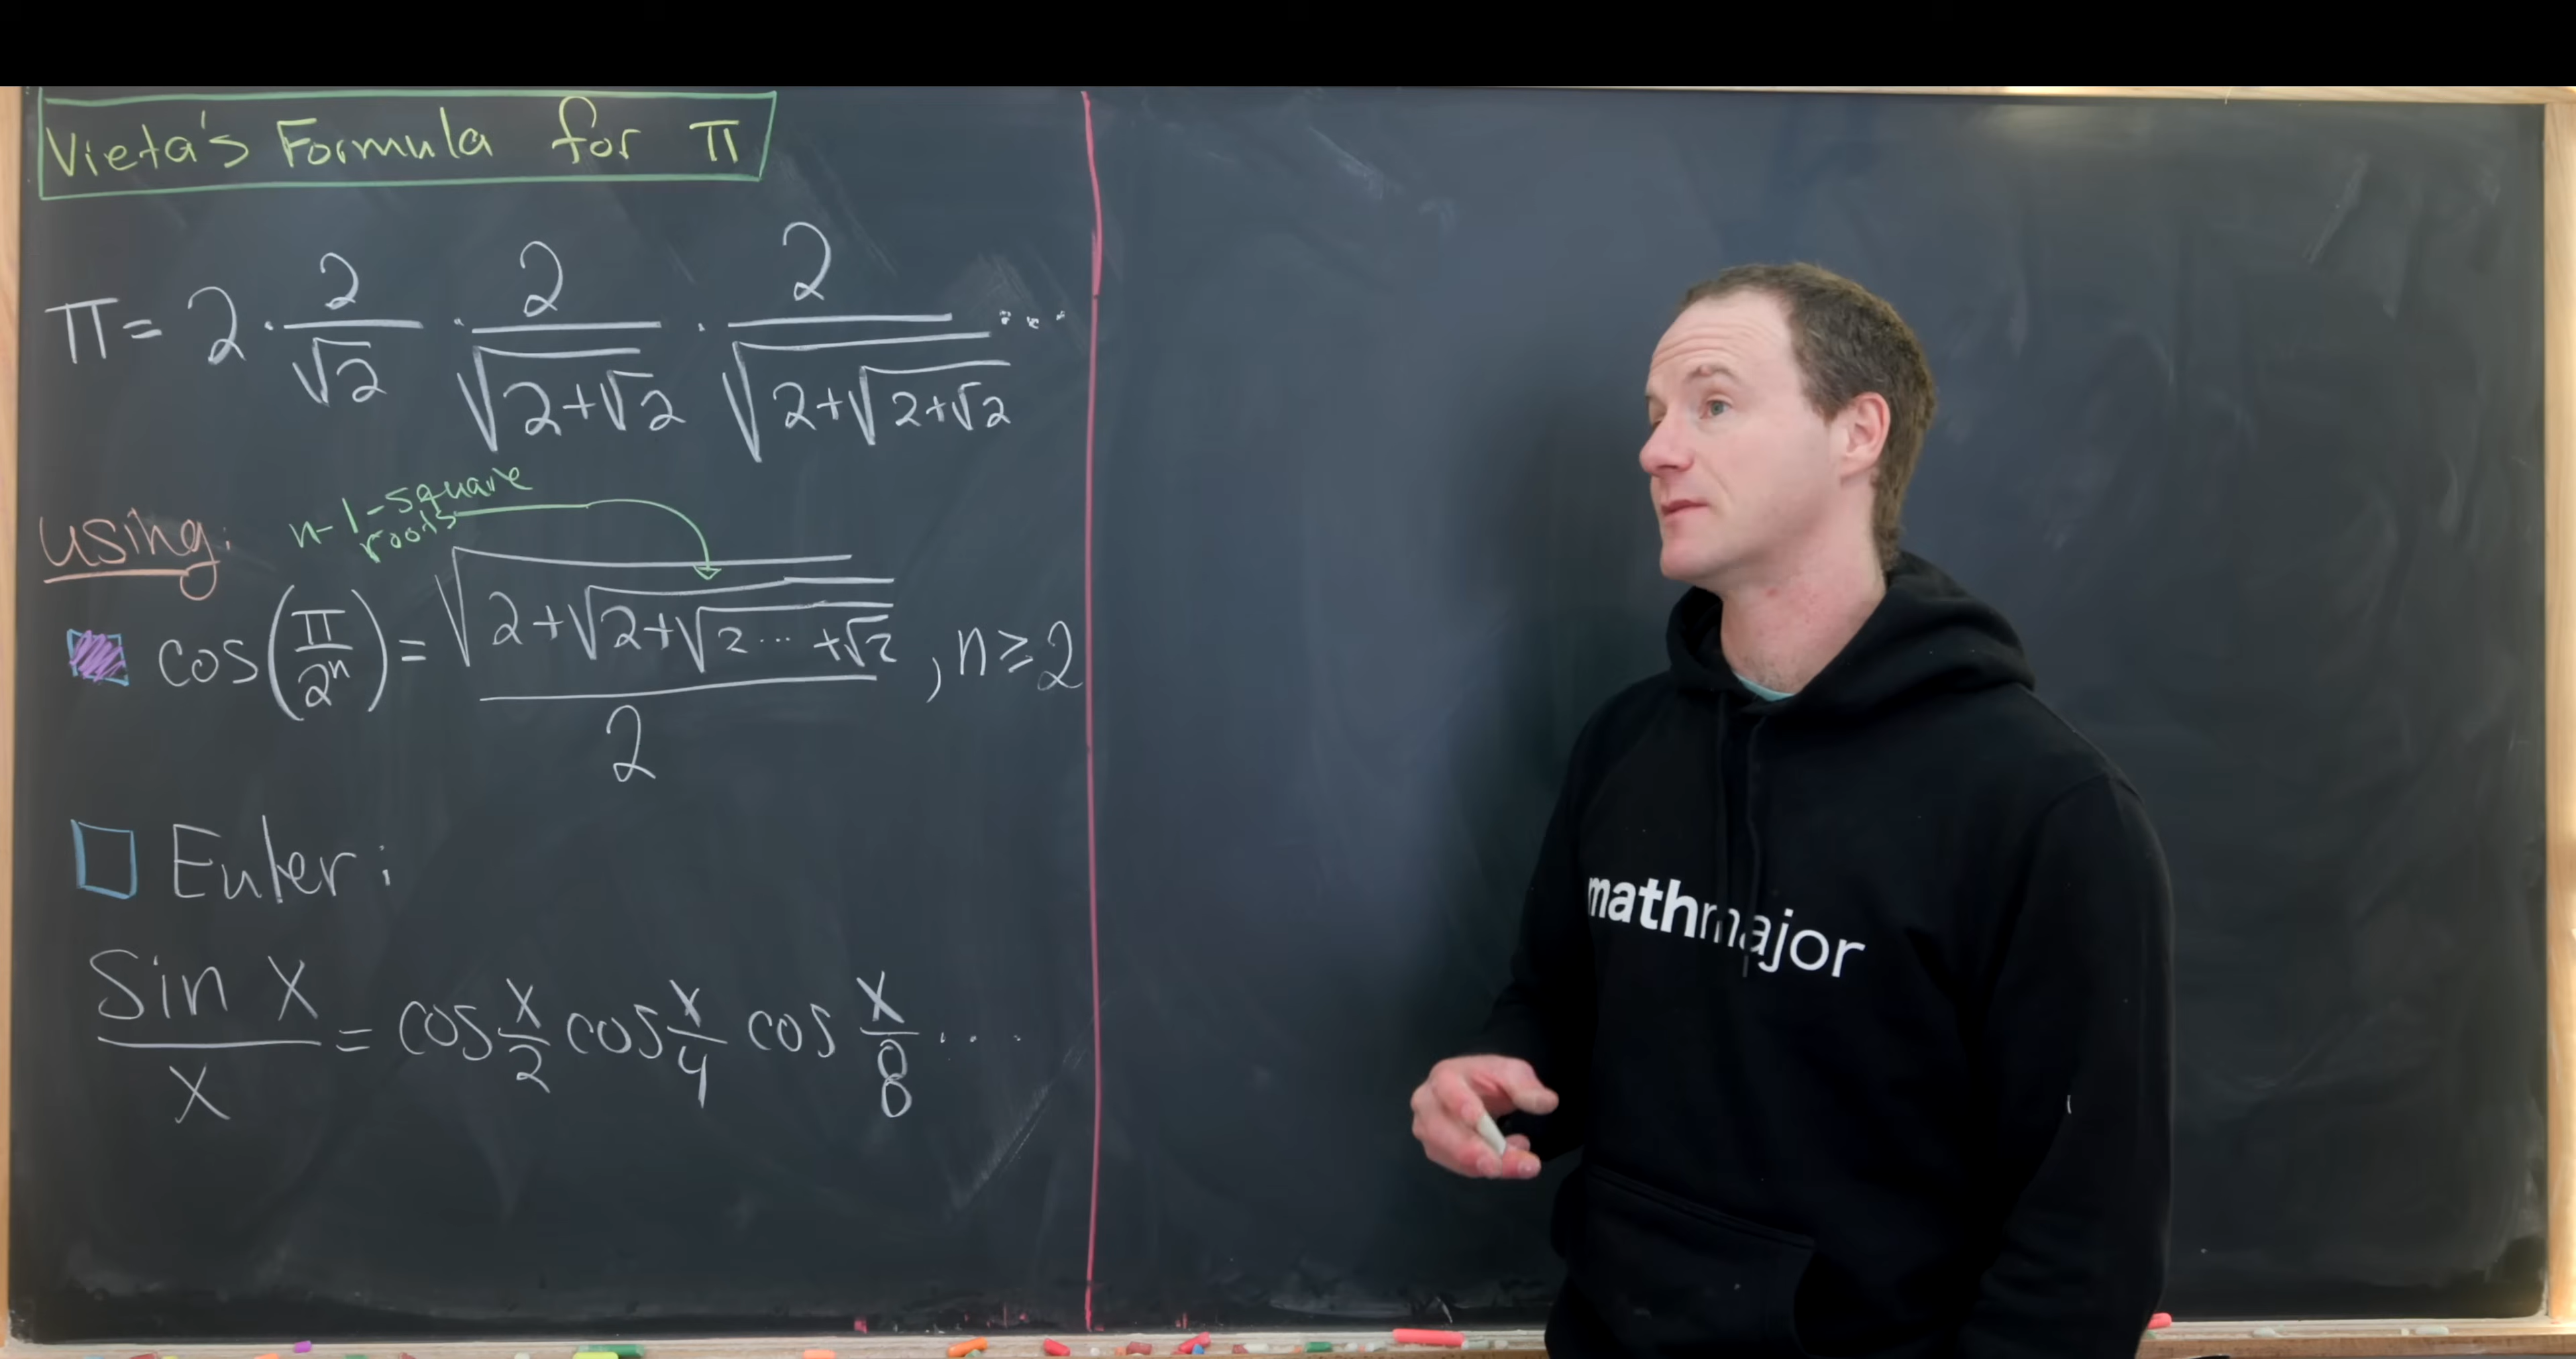 Vieta's Formula for π
π = 2 · 2/√2 · 2/√(2+√2) · 2/√(2+√(2+√2)) ...
using:
n-1-square
roots
cos(π/2ⁿ) = √(2+√(2+√(2 ... +√2)))/2 , n ≥ 2
Euler:
Sin x/x = cos x/2 cos x/4 cos x/8 ...
mathmajor